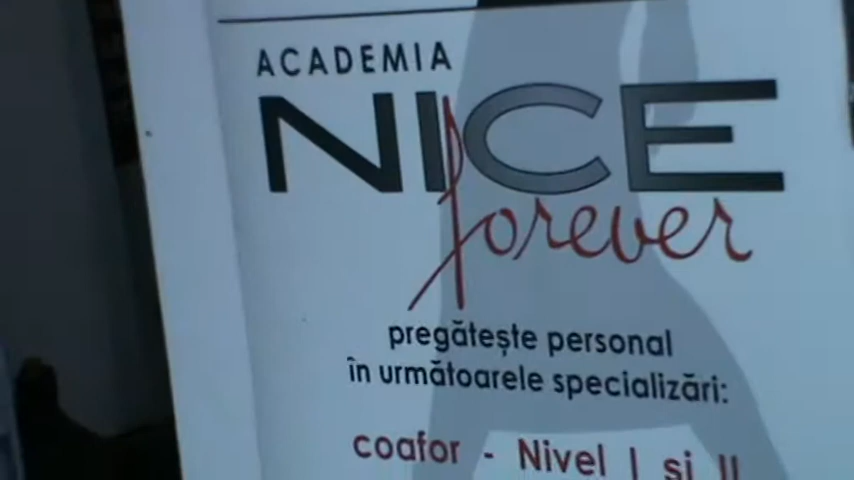 ACADEMIA
NICE
forever
pregătește personal
în următoarele specializări:
coafor - Nivel I și II